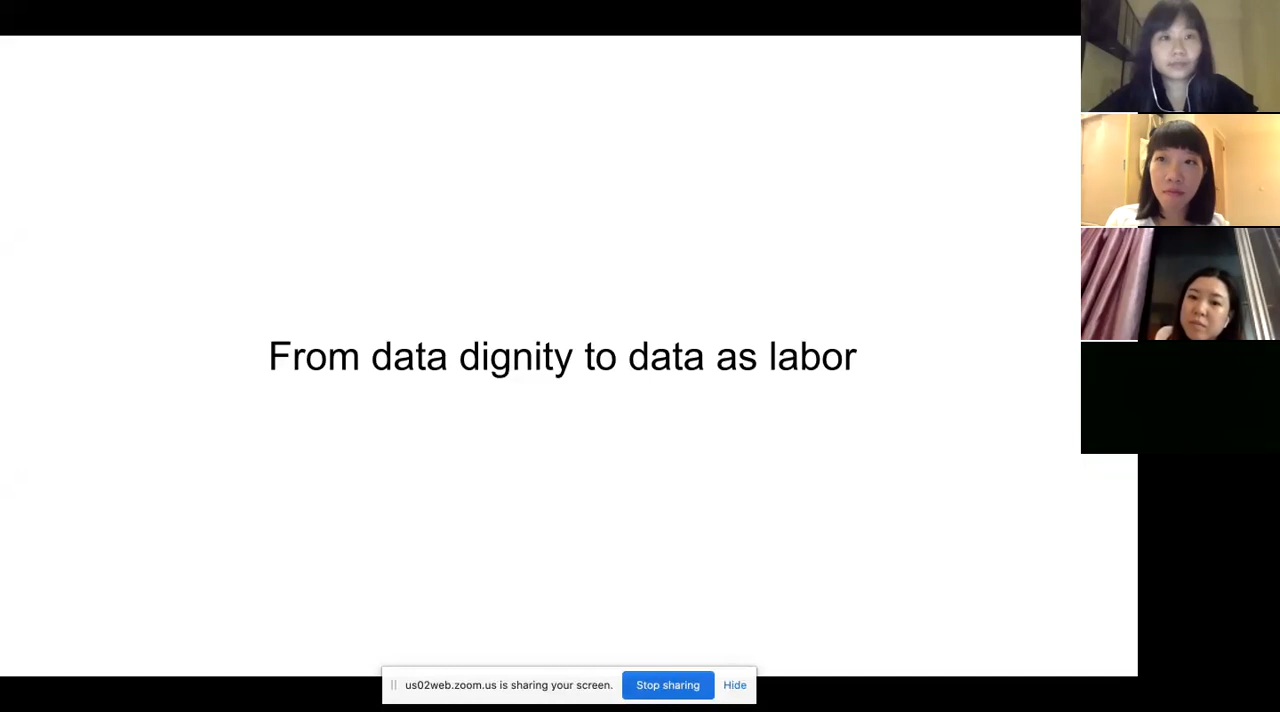 From data dignity to data as labor
us02web.zoom.us is sharing your screen. Stop sharing Hide